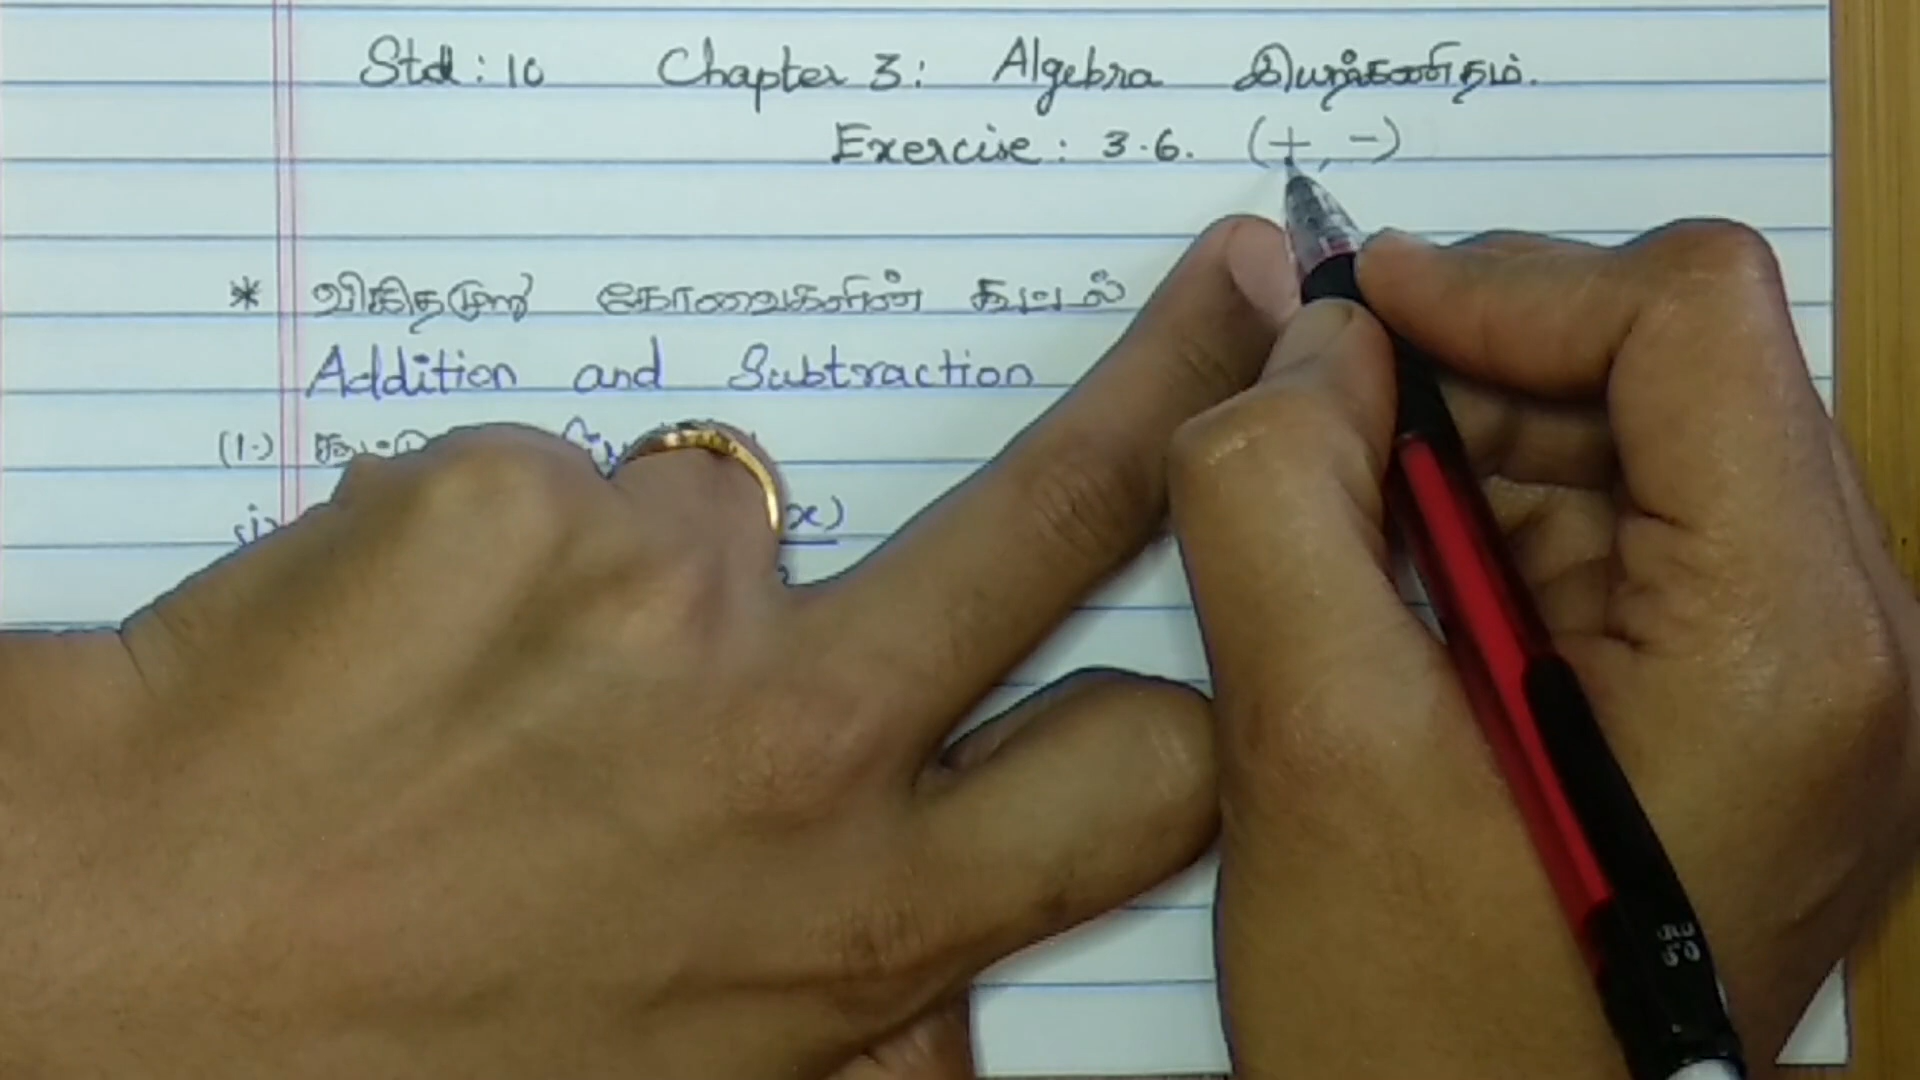 Std : 10 Chapter 3 : Algebra இயற்கணிதம்.
Exercise : 3.6. (+, -)
* விகிதமுறு கோவைகளின் கூட்டல்
Addition and Subtraction
(1.)
x)